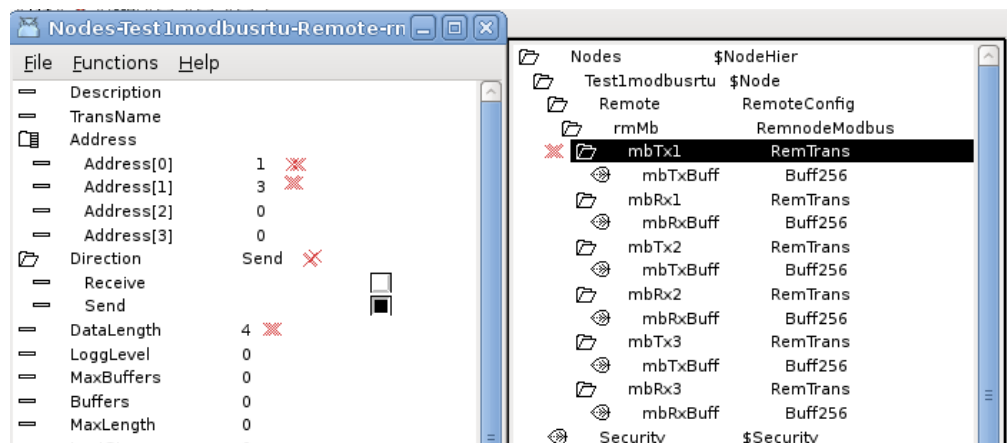 Nodes-Test1modbusrtu-Remote-rm
File Functions Help
Description
TransName
Address
Address[0] 1
Address[1] 3
Address[2] 0
Address[3] 0
Direction Send
Receive
Send
DataLength 4
LoggLevel 0
MaxBuffers 0
Buffers 0
MaxLength 0
Nodes $NodeHier
Test1modbusrtu $Node
Remote RemoteConfig
rmMb RemnodeModbus
mbTx1 RemTrans
mbTxBuff Buff256
mbRx1 RemTrans
mbRxBuff Buff256
mbTx2 RemTrans
mbTxBuff Buff256
mbRx2 RemTrans
mbRxBuff Buff256
mbTx3 RemTrans
mbTxBuff Buff256
mbRx3 RemTrans
mbRxBuff Buff256
Security $Security